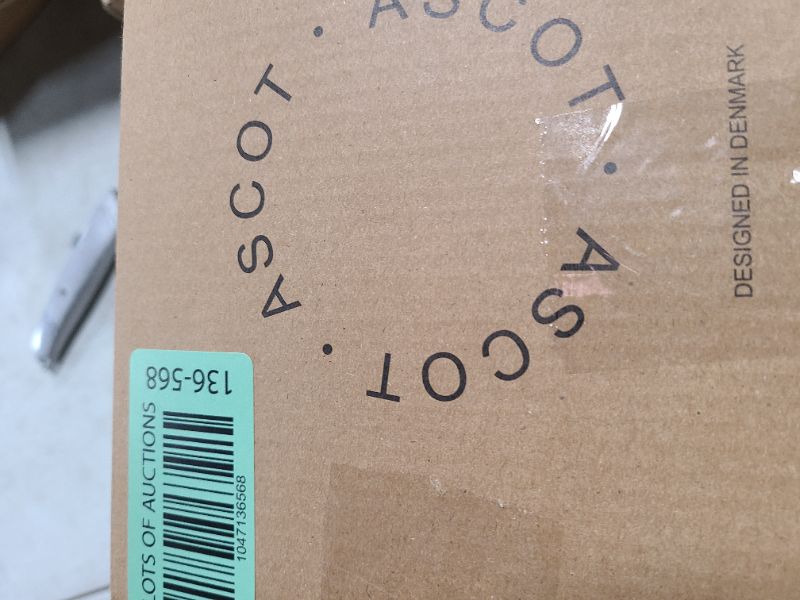 ASCOT · ASCOT · ASCOT ·
DESIGNED IN DENMARK
136-568
LOTS OF AUCTIONS
1047136568